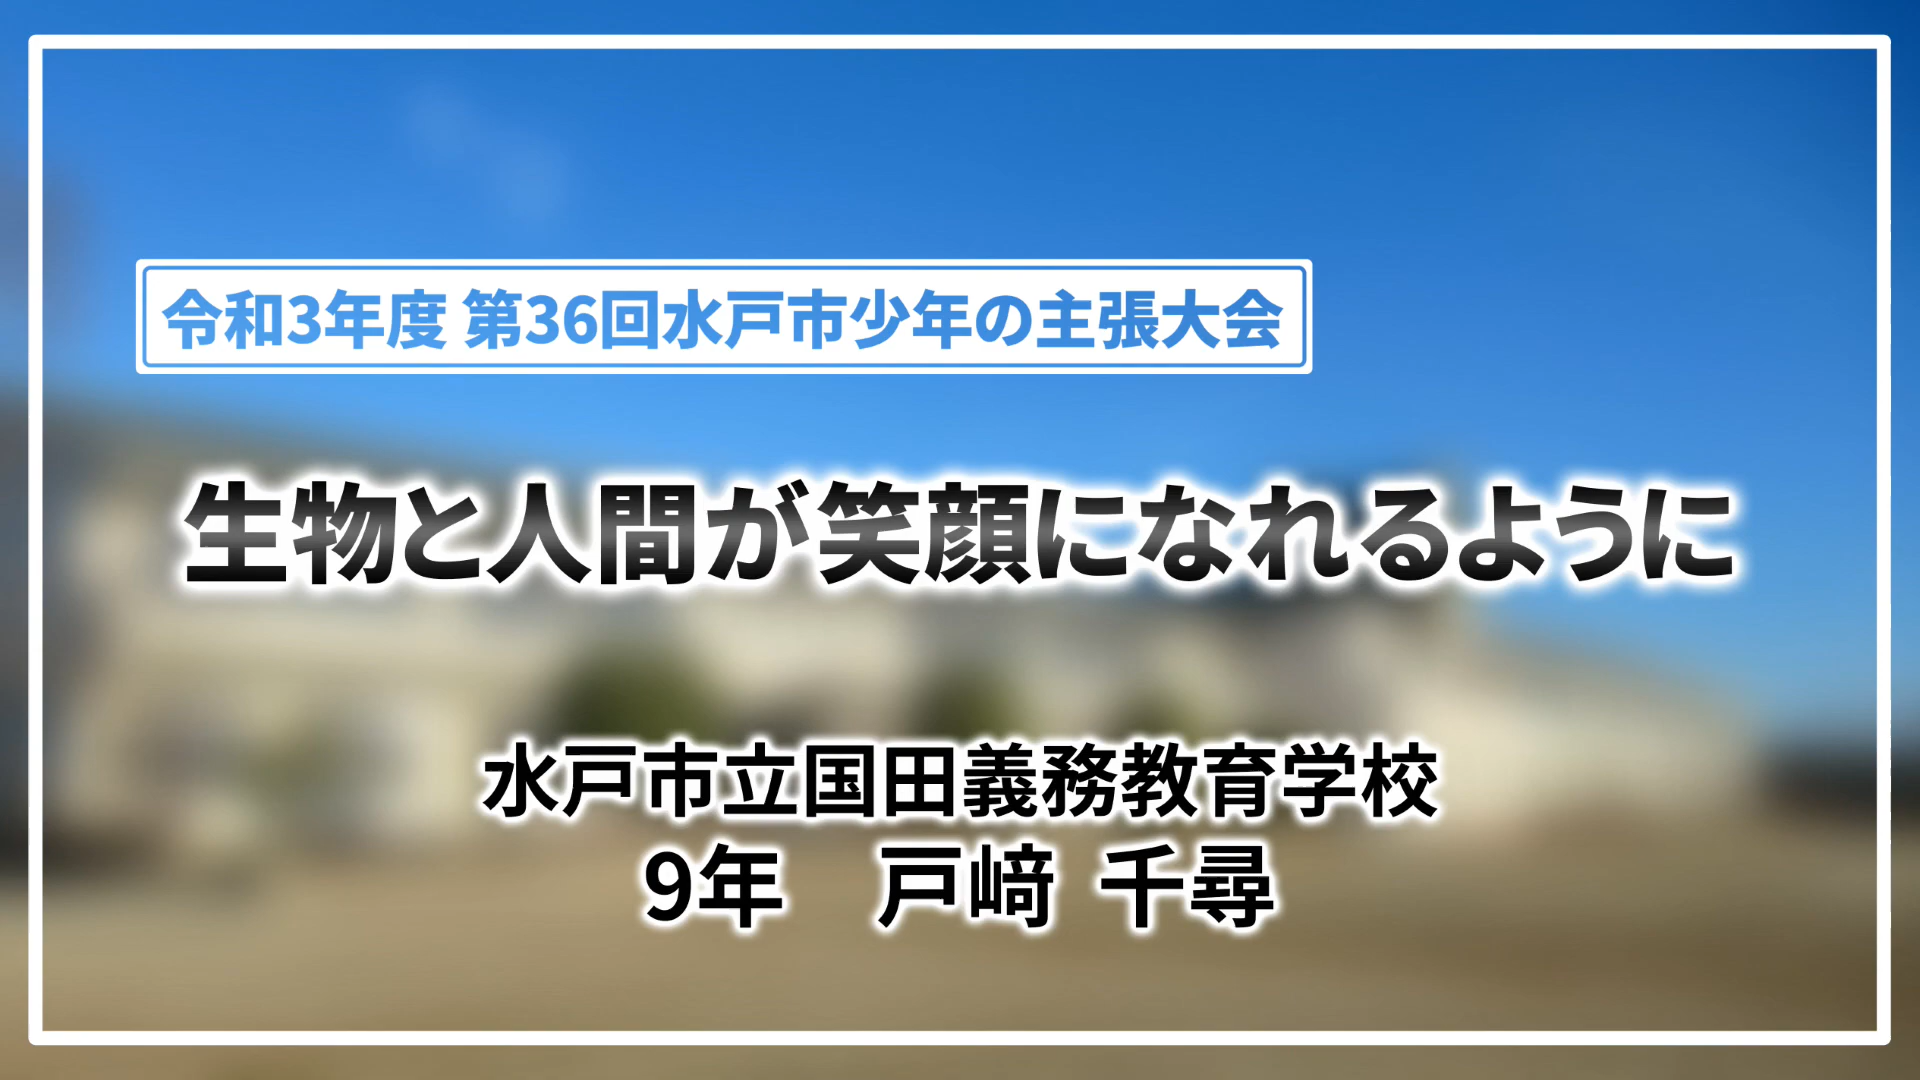 令和3年度 第36回水戸市少年の主張大会
生物と人間が笑顔になれるように
水戸市立国田義務教育学校
9年　戸﨑 千尋